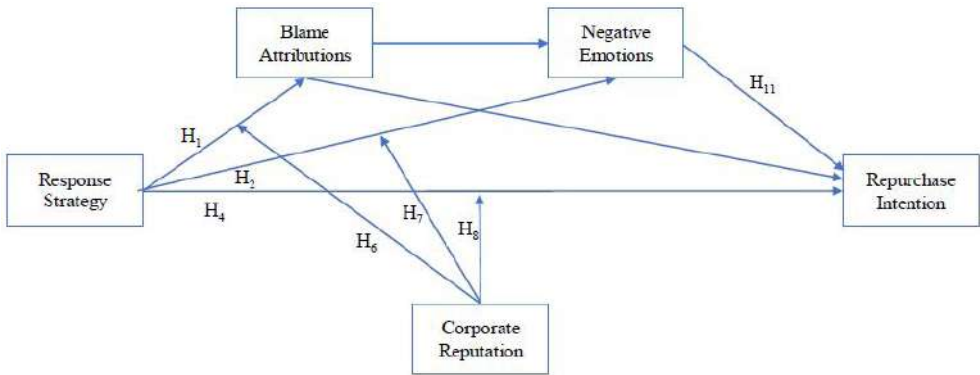 Blame
Attributions
Negative
Emotions
H11
H1
Response
Strategy
H2
H4
Repurchase
Intention
H7
H8
H6
Corporate
Reputation